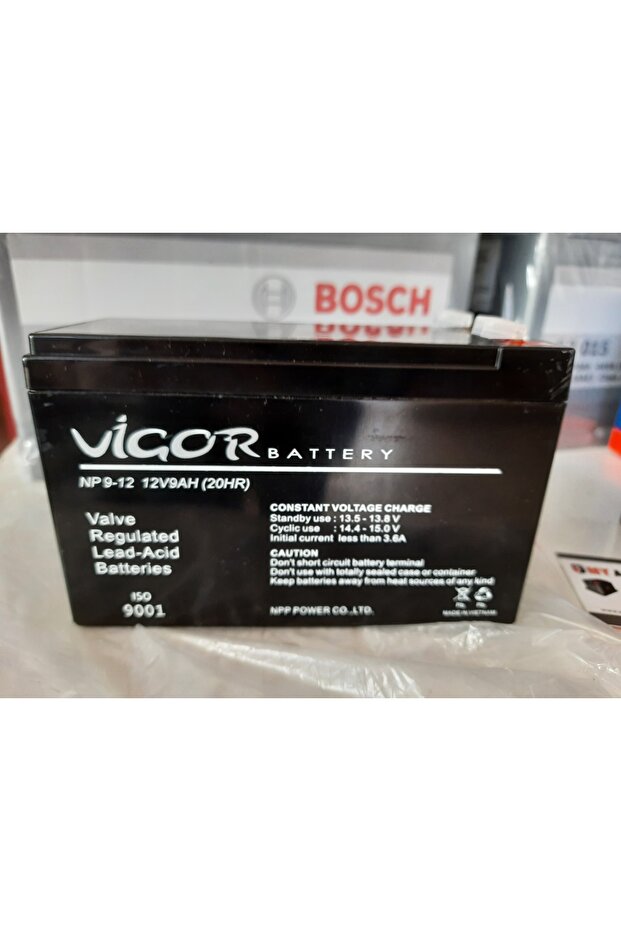 BOSCH
015
VIGOR BATTERY
NP 9-12 12V9AH (20HR)
Valve
Regulated
Lead-Acid
Batteries
ISO
9001
CONSTANT VOLTAGE CHARGE
Standby use : 13.5 - 13.8 V
Cyclic use : 14.4 - 15.0 V
Initial current less than 3.6A
CAUTION
Don't short circuit battery terminal
Don't use with totally sealed case or container
Keep batteries away from heat sources of any kind
NPP POWER CO.,LTD.
MADE IN VIETNAM